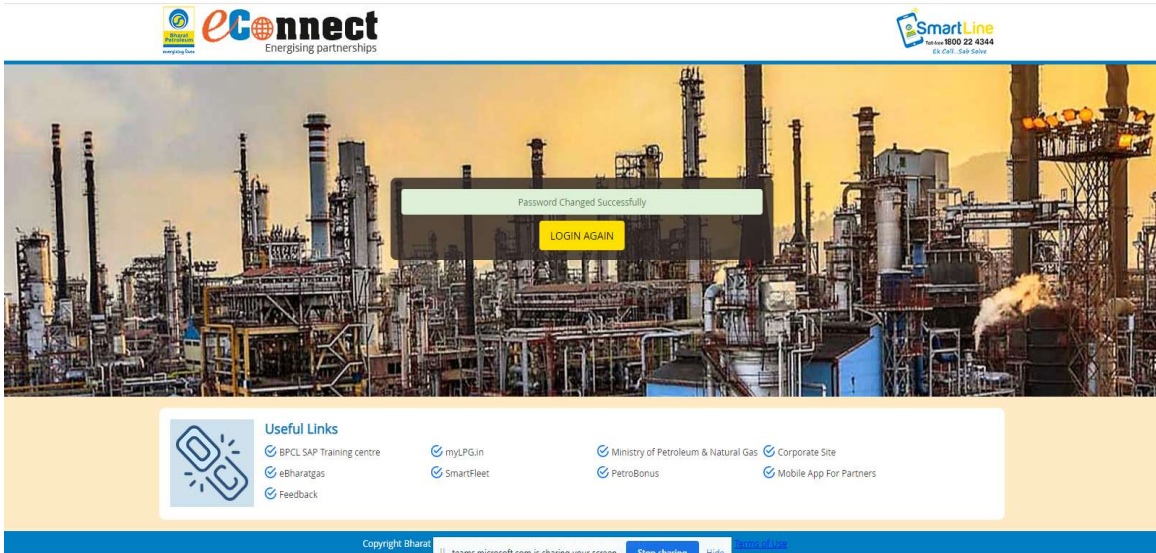 Bharat
Petroleum
energising lives
eConnect
Energising partnerships
SmartLine
Toll-free 1800 22 4344
Ek Call.. Sab Solve
Password Changed Successfully
LOGIN AGAIN
Useful Links
BPCL SAP Training centre
myLPG.in
Ministry of Petroleum & Natural Gas
Corporate Site
eBharatgas
SmartFleet
PetroBonus
Mobile App For Partners
Feedback
Copyright Bharat
teams.microsoft.com is sharing your screen.
Stop sharing
Hide
Terms of Use